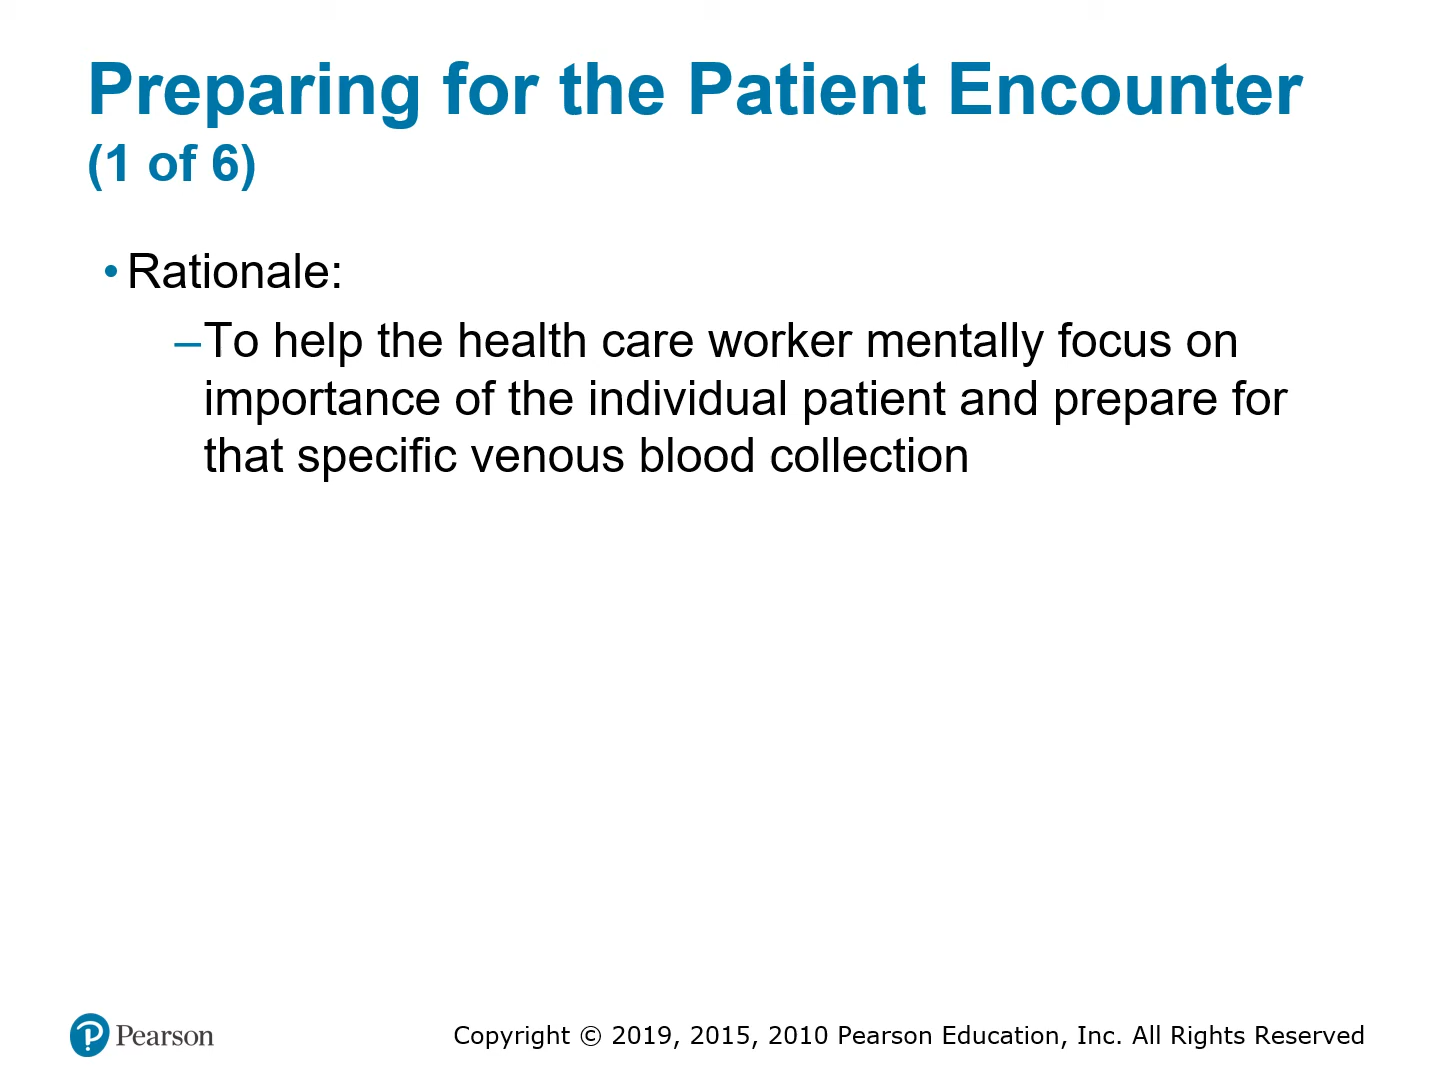 Preparing for the Patient Encounter
(1 of 6)
• Rationale:
–To help the health care worker mentally focus on
importance of the individual patient and prepare for
that specific venous blood collection
Pearson
Copyright © 2019, 2015, 2010 Pearson Education, Inc. All Rights Reserved